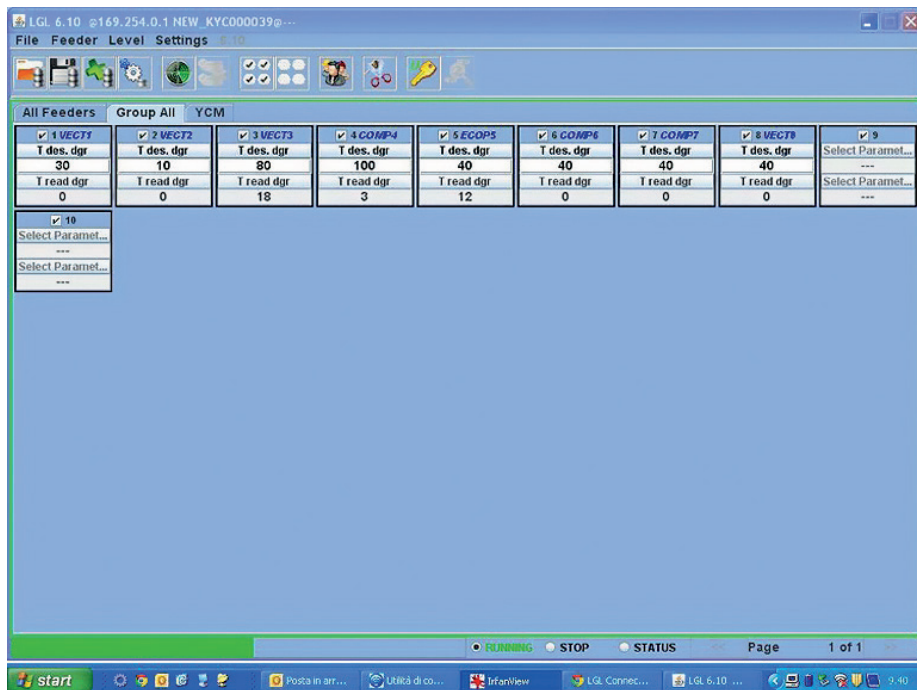 LGL 6.10 @169.254.0.1 NEW_KYC000039@---
File Feeder Level Settings 6.10
All Feeders Group All YCM
1 VECT1 2 VECT2 3 VECT3 4 COMP4 5 ECOP5 6 COMP6 7 COMP7 8 VECT8 9
T des. dgr T des. dgr T des. dgr T des. dgr T des. dgr T des. dgr T des. dgr T des. dgr Select Paramet...
30 10 80 100 40 40 40 40 ---
T read dgr T read dgr T read dgr T read dgr T read dgr T read dgr T read dgr T read dgr Select Paramet...
0 0 18 3 12 0 0 0 ---
10
Select Paramet...
---
Select Paramet...
---
RUNNING STOP STATUS << Page 1 of 1 >>
start Posta in arr... Utilità di co... IrfanView LGL Connec... LGL 6.10 ... 9.40